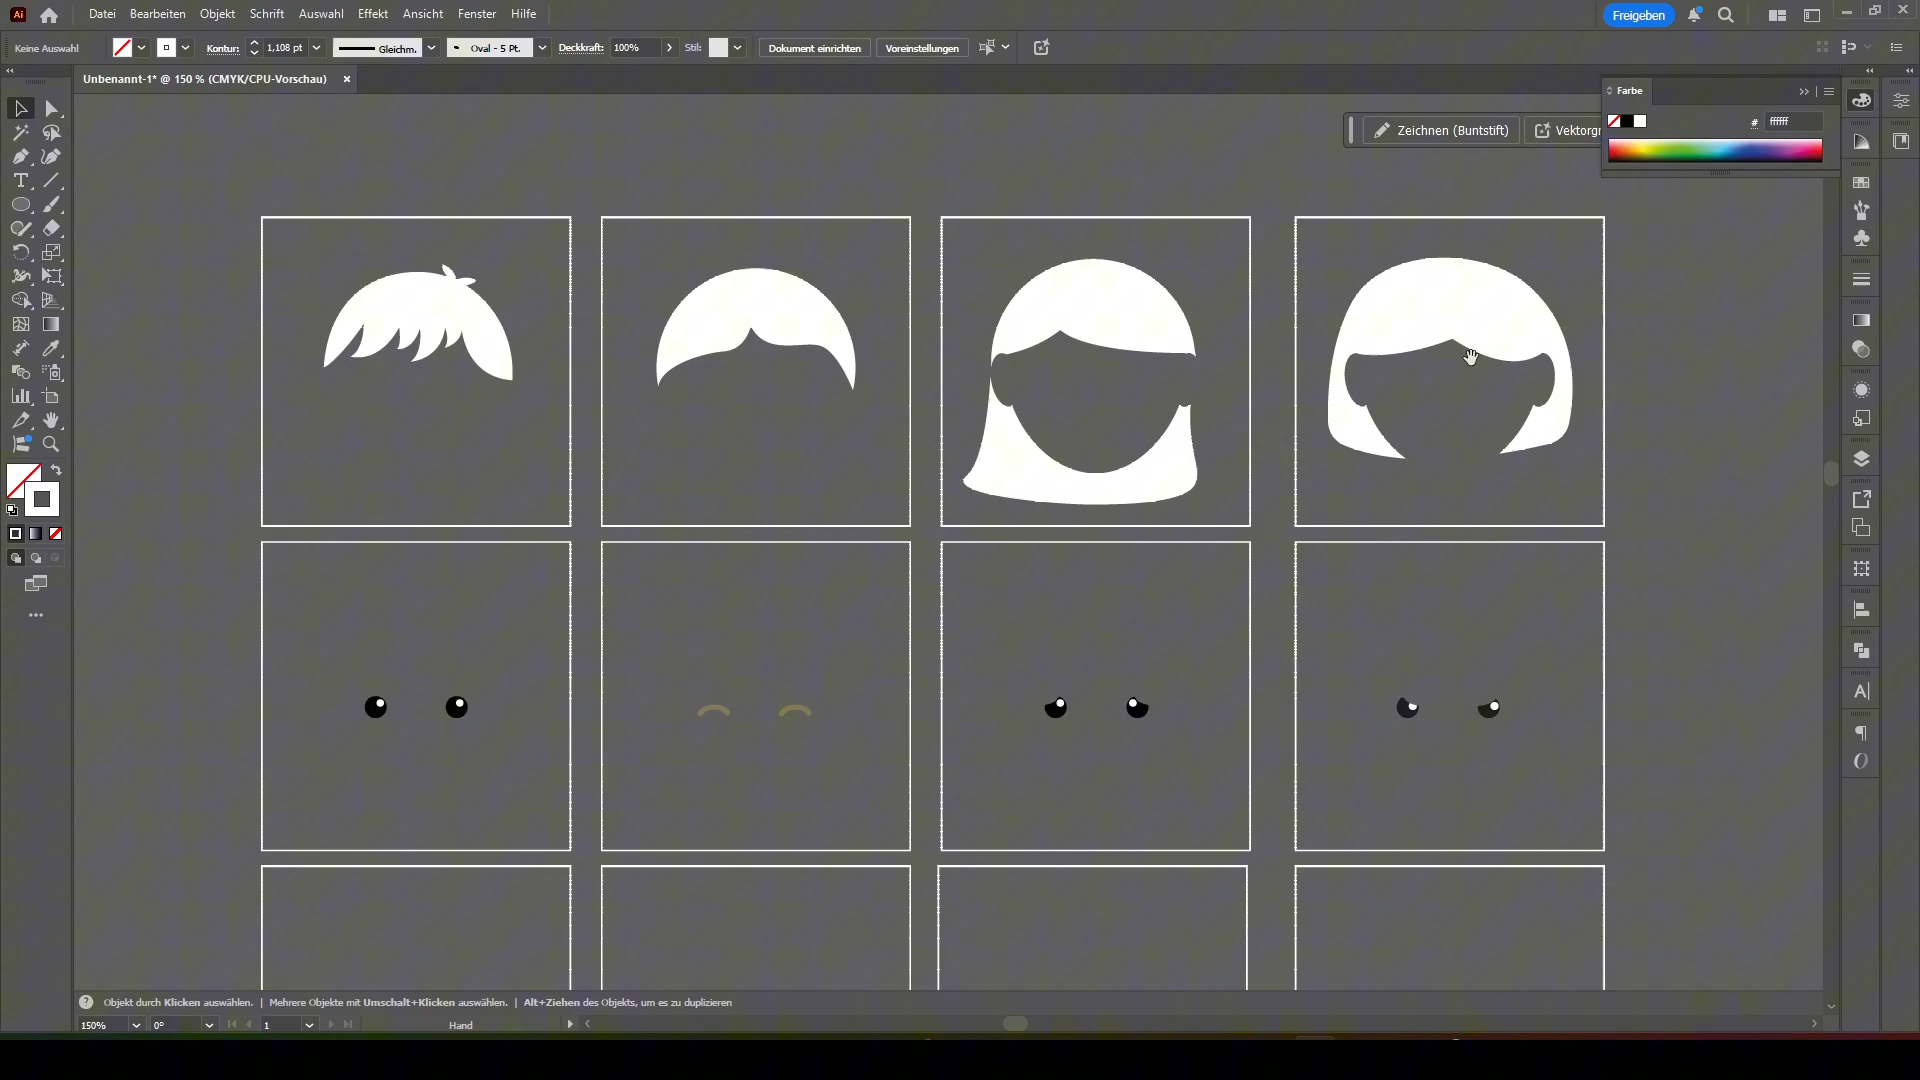 Ai
Datei Bearbeiten Objekt Schrift Auswahl Effekt Ansicht Fenster Hilfe
Freigeben
Keine Auswahl Kontur: 1,108 pt Gleichm. Oval - 5 Pt. Deckkraft: 100% Stil: Dokument einrichten Voreinstellungen
Unbenannt-1* @ 150 % (CMYK/CPU-Vorschau)
Farbe
# ffffff
Zeichnen (Buntstift) Vektorgr
Objekt durch Klicken auswählen. | Mehrere Objekte mit Umschalt+Klicken auswählen. | Alt+Ziehen des Objekts, um es zu duplizieren
150% 0° 1 Hand